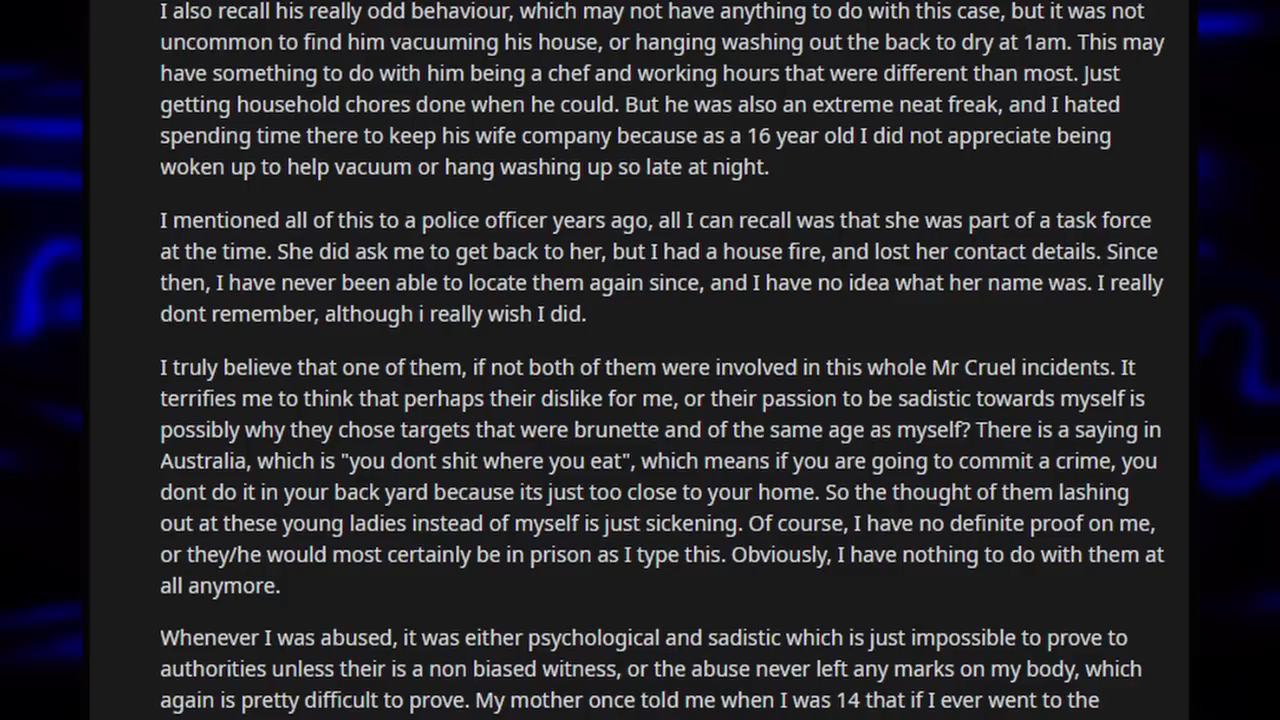 I also recall his really odd behaviour, which may not have anything to do with this case, but it was not
uncommon to find him vacuuming his house, or hanging washing out the back to dry at 1am. This may
have something to do with him being a chef and working hours that were different than most. Just
getting household chores done when he could. But he was also an extreme neat freak, and I hated
spending time there to keep his wife company because as a 16 year old I did not appreciate being
woken up to help vacuum or hang washing up so late at night.
I mentioned all of this to a police officer years ago, all I can recall was that she was part of a task force
at the time. She did ask me to get back to her, but I had a house fire, and lost her contact details. Since
then, I have never been able to locate them again since, and I have no idea what her name was. I really
dont remember, although i really wish I did.
I truly believe that one of them, if not both of them were involved in this whole Mr Cruel incidents. It
terrifies me to think that perhaps their dislike for me, or their passion to be sadistic towards myself is
possibly why they chose targets that were brunette and of the same age as myself? There is a saying in
Australia, which is "you dont shit where you eat", which means if you are going to commit a crime, you
dont do it in your back yard because its just too close to your home. So the thought of them lashing
out at these young ladies instead of myself is just sickening. Of course, I have no definite proof on me,
or they/he would most certainly be in prison as I type this. Obviously, I have nothing to do with them at
all anymore.
Whenever I was abused, it was either psychological and sadistic which is just impossible to prove to
authorities unless their is a non biased witness, or the abuse never left any marks on my body, which
again is pretty difficult to prove. My mother once told me when I was 14 that if I ever went to the